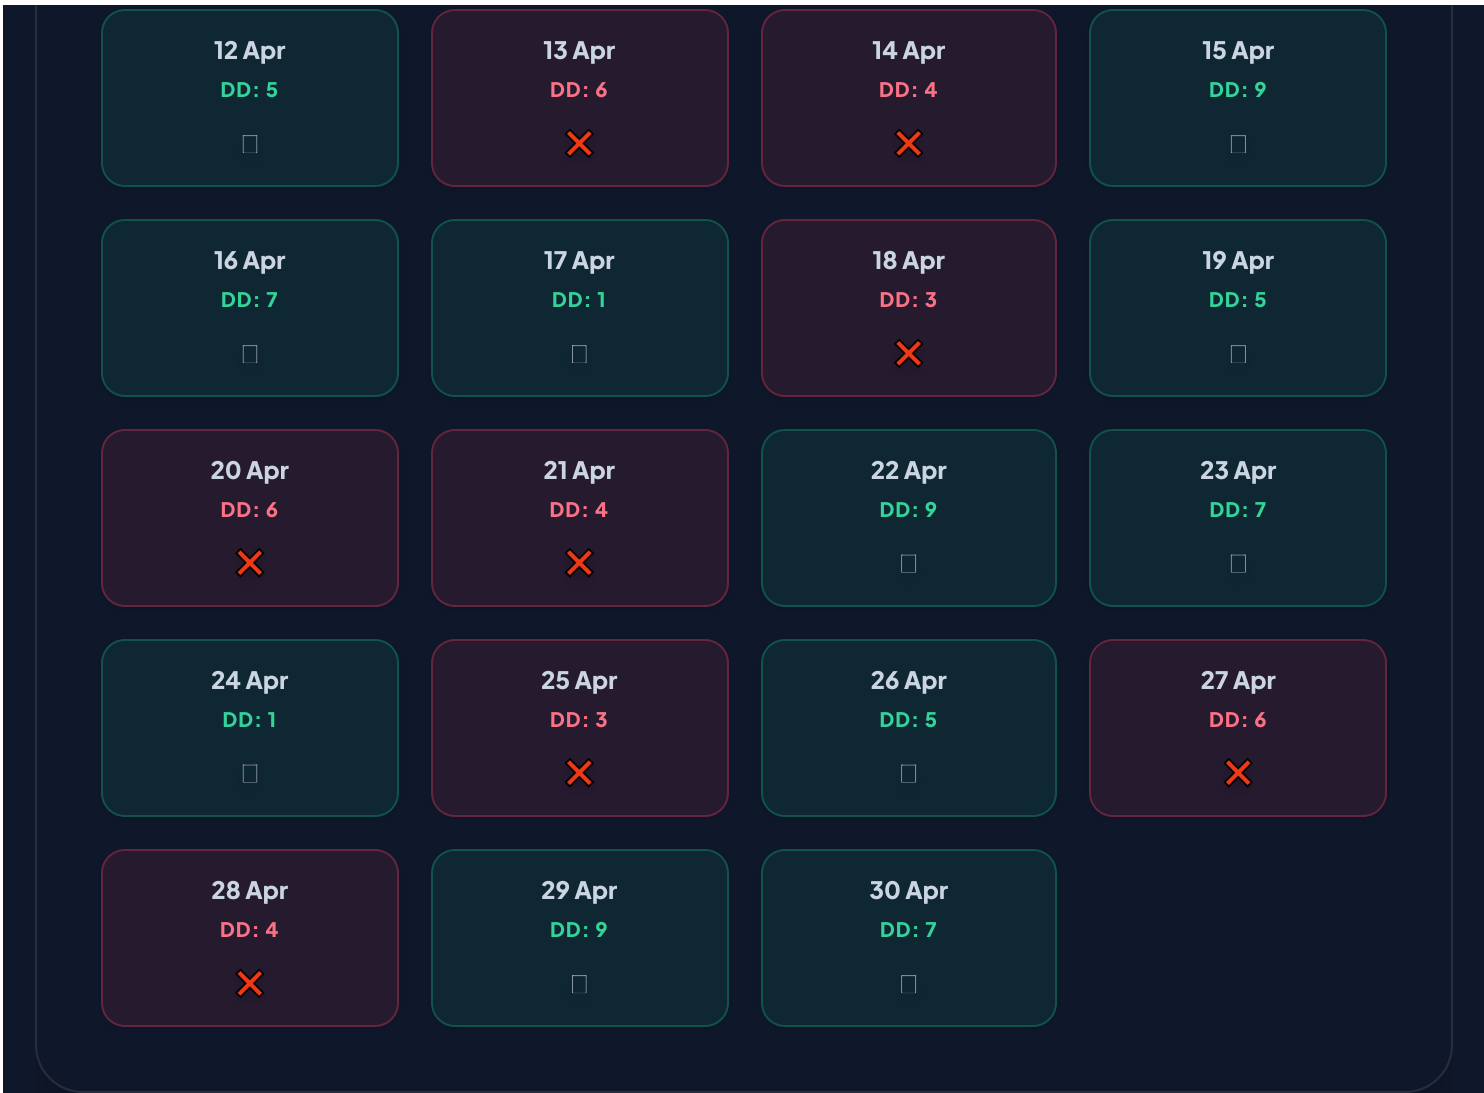 12 Apr
DD: 5
13 Apr
DD: 6
❌
14 Apr
DD: 4
❌
15 Apr
DD: 9
16 Apr
DD: 7
17 Apr
DD: 1
18 Apr
DD: 3
❌
19 Apr
DD: 5
20 Apr
DD: 6
❌
21 Apr
DD: 4
❌
22 Apr
DD: 9
23 Apr
DD: 7
24 Apr
DD: 1
25 Apr
DD: 3
❌
26 Apr
DD: 5
27 Apr
DD: 6
❌
28 Apr
DD: 4
❌
29 Apr
DD: 9
30 Apr
DD: 7